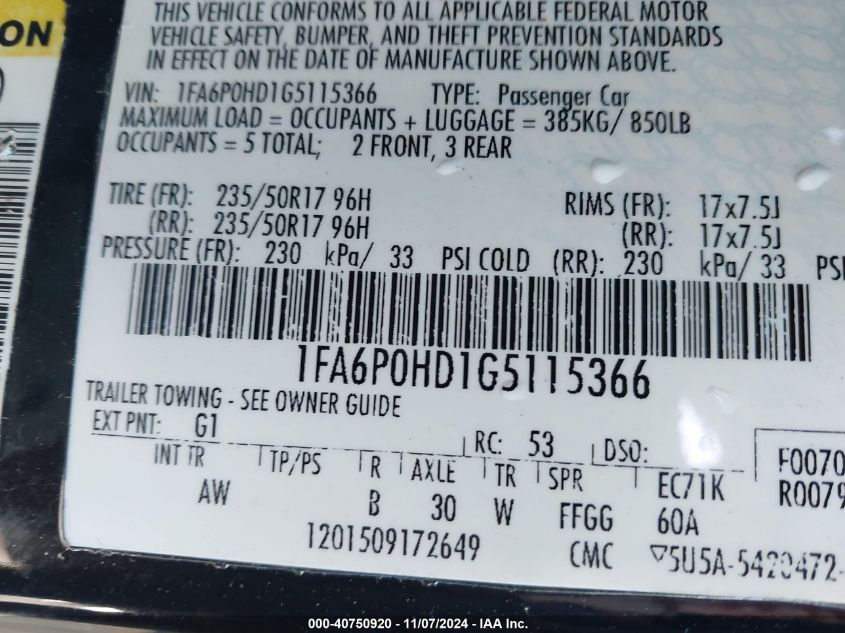 ON
THIS VEHICLE CONFORMS TO ALL APPLICABLE FEDERAL MOTOR
VEHICLE SAFETY, BUMPER, AND THEFT PREVENTION STANDARDS
IN EFFECT ON THE DATE OF MANUFACTURE SHOWN ABOVE.
VIN: 1FA6P0HD1G5115366 TYPE: Passenger Car
MAXIMUM LOAD = OCCUPANTS + LUGGAGE = 385KG/ 850LB
OCCUPANTS = 5 TOTAL; 2 FRONT, 3 REAR
TIRE (FR): 235/50R17 96H RIMS (FR): 17x7.5J
(RR): 235/50R17 96H (RR): 17x7.5J
PRESSURE (FR): 230 kPa/ 33 PSI COLD (RR): 230 kPa/ 33 PSI
1FA6P0HD1G5115366
TRAILER TOWING - SEE OWNER GUIDE
EXT PNT: G1 RC: 53 DSO: F0070
INT TR TP/PS R AXLE TR SPR EC71K R0079
AW B 30 W FFGG 60A
1201509172649 CMC ▽5U5A-5420472-
000-40750920 - 11/07/2024 - IAA Inc.